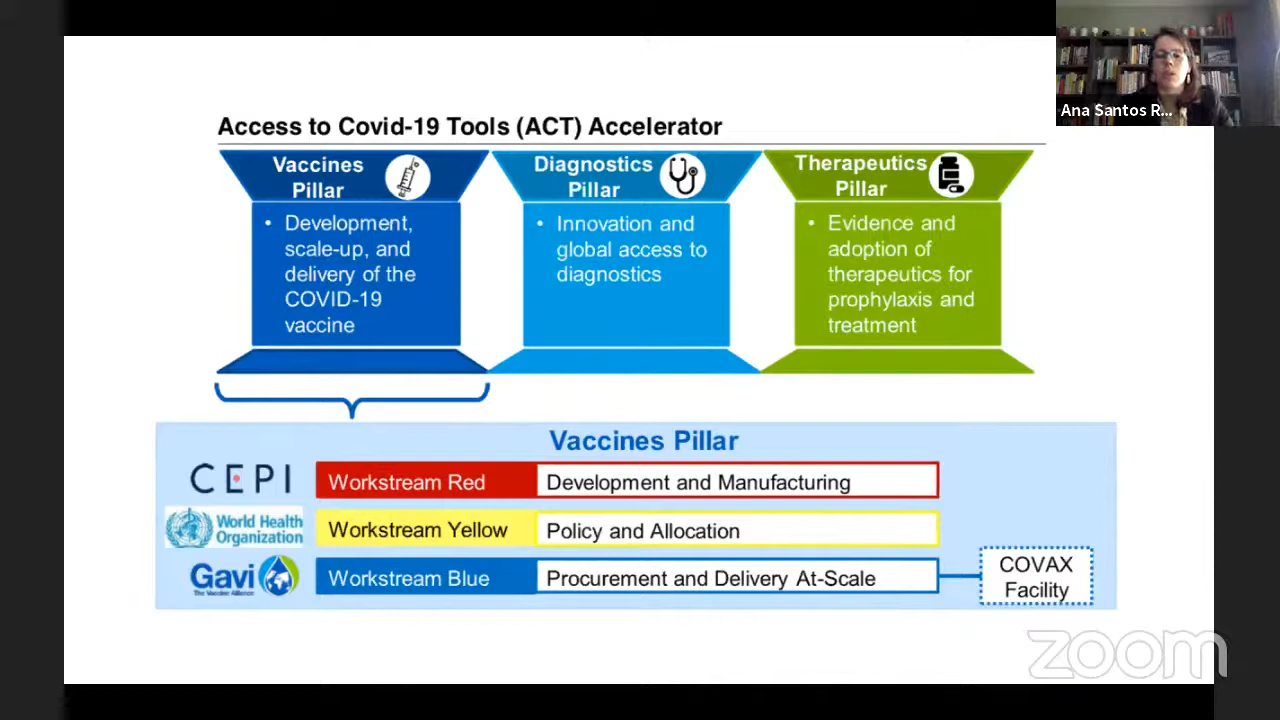 Ana Santos R...
Access to Covid-19 Tools (ACT) Accelerator
Vaccines
Pillar
• Development,
scale-up, and
delivery of the
COVID-19
vaccine
Diagnostics
Pillar
• Innovation and
global access to
diagnostics
Therapeutics
Pillar
• Evidence and
adoption of
therapeutics for
prophylaxis and
treatment
Vaccines Pillar
CEPI
Workstream Red
Development and Manufacturing
World Health
Organization
Workstream Yellow
Policy and Allocation
Gavi
The Vaccine Alliance
Workstream Blue
Procurement and Delivery At-Scale
COVAX
Facility
zoom